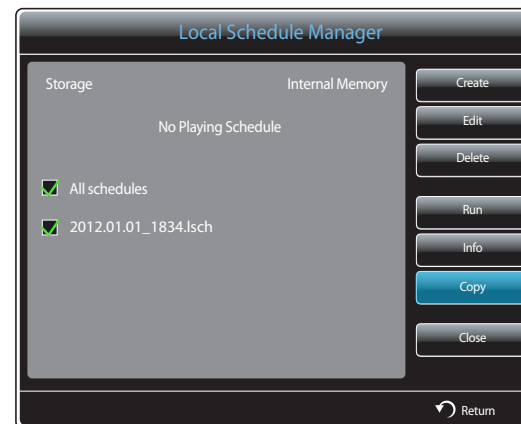 Local Schedule Manager
Storage Internal Memory
No Playing Schedule
All schedules
2012.01.01_1834.lsch
Create
Edit
Delete
Run
Info
Copy
Close
Return